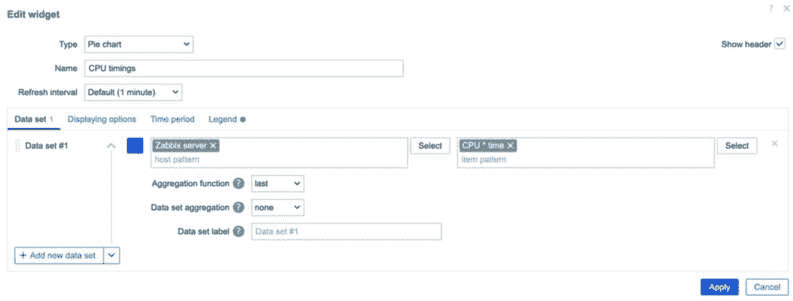 Edit widget
? ×
Type Pie chart
Show header
Name CPU timings
Refresh interval Default (1 minute)
Data set 1 Displaying options Time period Legend
Data set #1 Zabbix server × Select CPU * time × Select ×
host pattern item pattern
Aggregation function ? last
Data set aggregation ? none
Data set label ? Data set #1
+ Add new data set
Apply Cancel